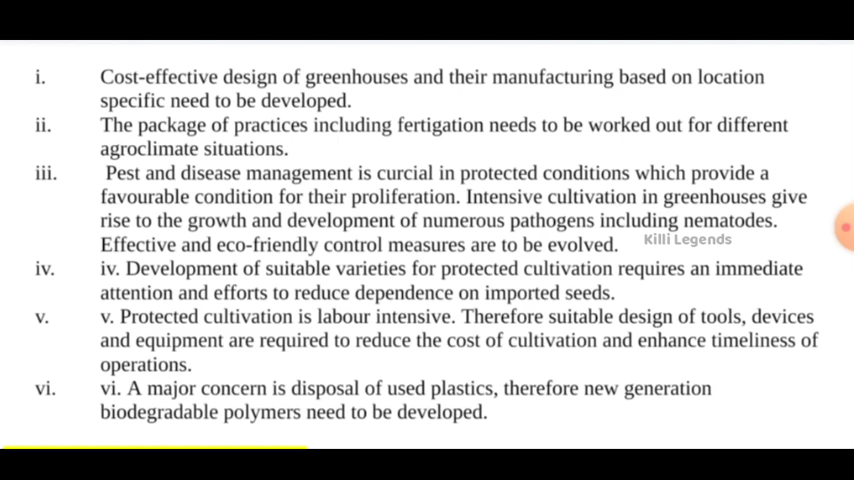 i. Cost-effective design of greenhouses and their manufacturing based on location
specific need to be developed.
ii. The package of practices including fertigation needs to be worked out for different
agroclimate situations.
iii. Pest and disease management is curcial in protected conditions which provide a
favourable condition for their proliferation. Intensive cultivation in greenhouses give
rise to the growth and development of numerous pathogens including nematodes.
Effective and eco-friendly control measures are to be evolved.
Killi Legends
iv. iv. Development of suitable varieties for protected cultivation requires an immediate
attention and efforts to reduce dependence on imported seeds.
v. v. Protected cultivation is labour intensive. Therefore suitable design of tools, devices
and equipment are required to reduce the cost of cultivation and enhance timeliness of
operations.
vi. vi. A major concern is disposal of used plastics, therefore new generation
biodegradable polymers need to be developed.